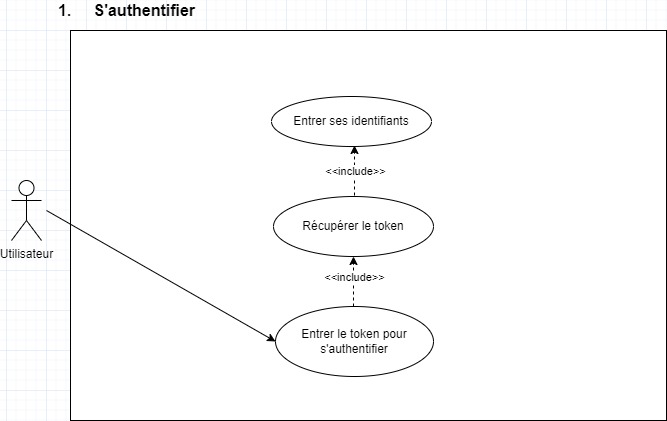 1. S'authentifier
Entrer ses identifiants
<<include>>
Récupérer le token
<<include>>
Utilisateur
Entrer le token pour
s'authentifier